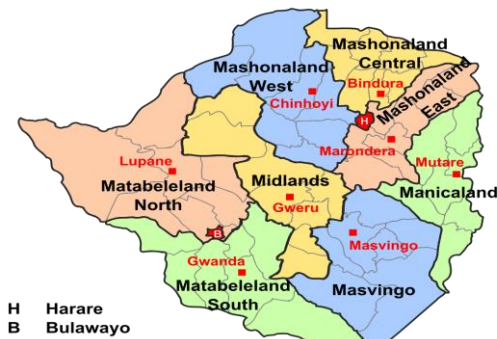 Mashonaland
Central
Bindura
Mashonaland
West
Chinhoyi
Mashonaland
East
H
Marondera
Mutare
Manicaland
Lupane
Matabeleland
North
Midlands
Gweru
B
Masvingo
Gwanda
Matabeleland
South
Masvingo
H Harare
B Bulawayo